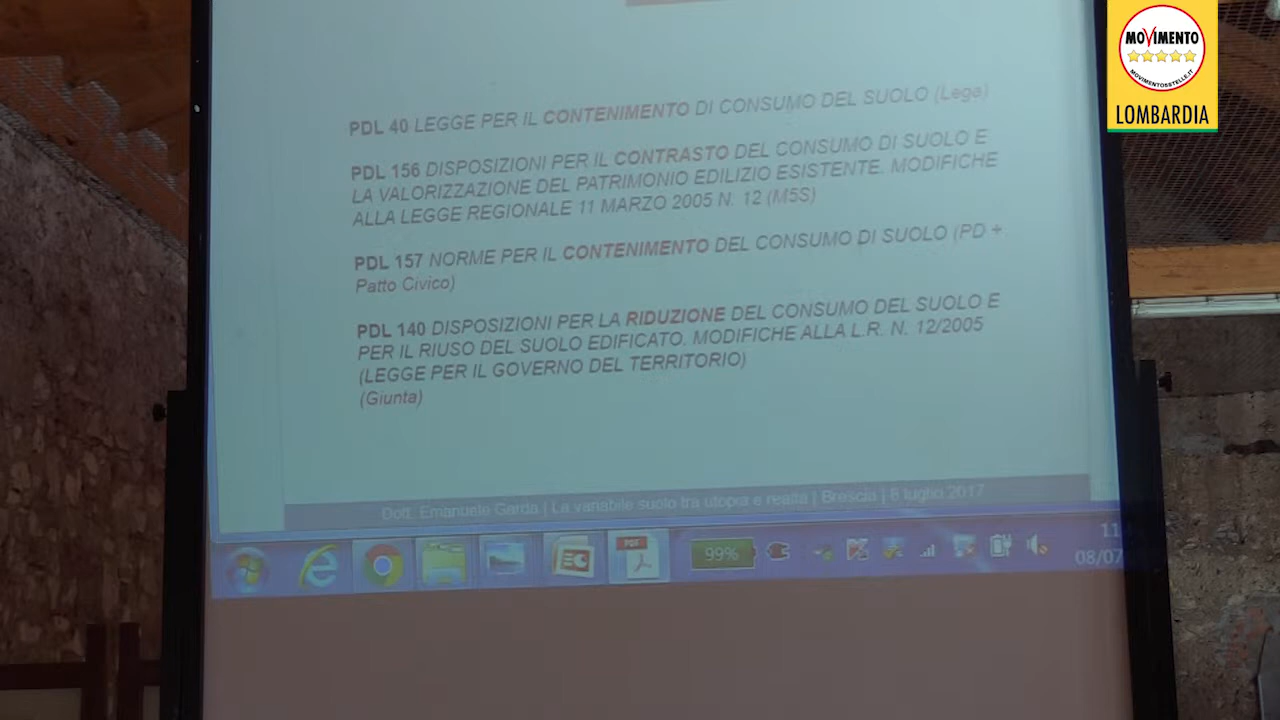 MOVIMENTO
MOVIMENTO5STELLE.IT
LOMBARDIA
PDL 40 LEGGE PER IL CONTENIMENTO DI CONSUMO DEL SUOLO (Lega)
PDL 156 DISPOSIZIONI PER IL CONTRASTO DEL CONSUMO DI SUOLO E
LA VALORIZZAZIONE DEL PATRIMONIO EDILIZIO ESISTENTE. MODIFICHE
ALLA LEGGE REGIONALE 11 MARZO 2005 N. 12 (M5S)
PDL 157 NORME PER IL CONTENIMENTO DEL CONSUMO DI SUOLO (PD +
Patto Civico)
PDL 140 DISPOSIZIONI PER LA RIDUZIONE DEL CONSUMO DEL SUOLO E
PER IL RIUSO DEL SUOLO EDIFICATO. MODIFICHE ALLA L.R. N. 12/2005
(LEGGE PER IL GOVERNO DEL TERRITORIO)
(Giunta)
Dott. Emanuele Garda | La variabile suolo tra utopia e realtà | Brescia | 8 luglio 2017
PDF
99%
11
08/07